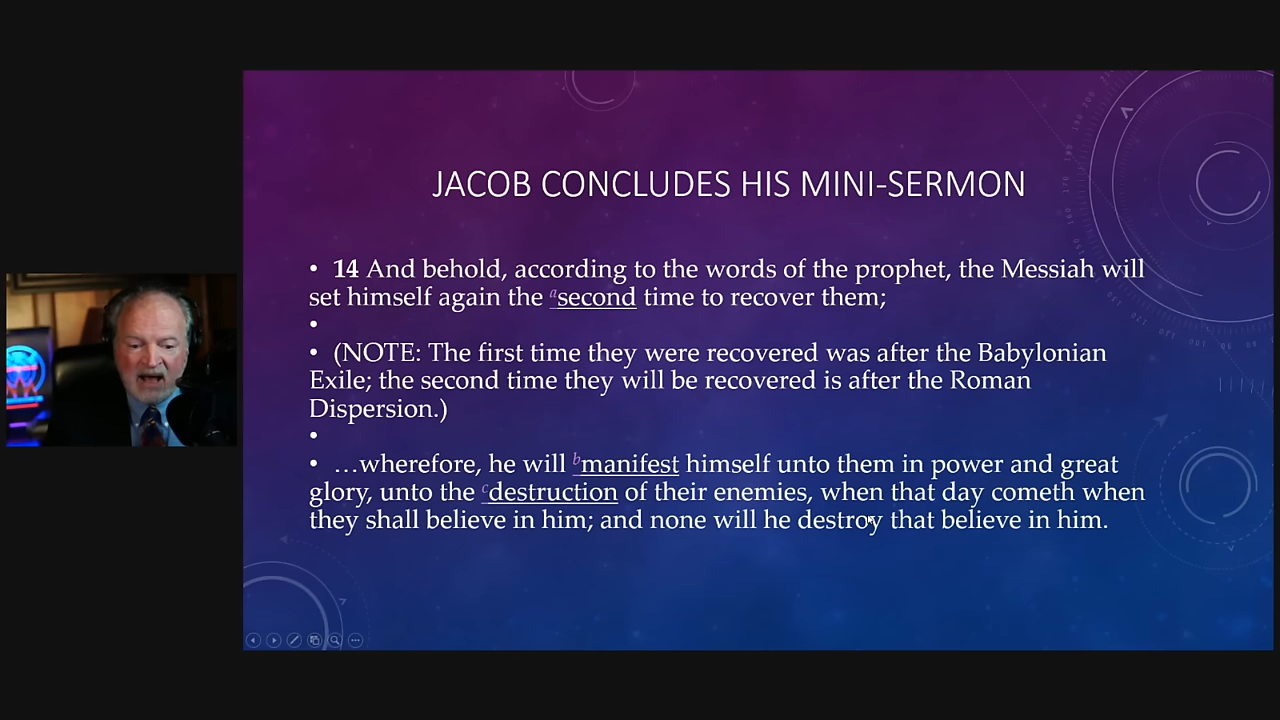 JACOB CONCLUDES HIS MINI-SERMON
• 14 And behold, according to the words of the prophet, the Messiah will
set himself again the a second time to recover them;
•
• (NOTE: The first time they were recovered was after the Babylonian
Exile; the second time they will be recovered is after the Roman
Dispersion.)
•
• …wherefore, he will b manifest himself unto them in power and great
glory, unto the c destruction of their enemies, when that day cometh when
they shall believe in him; and none will he destroy that believe in him.